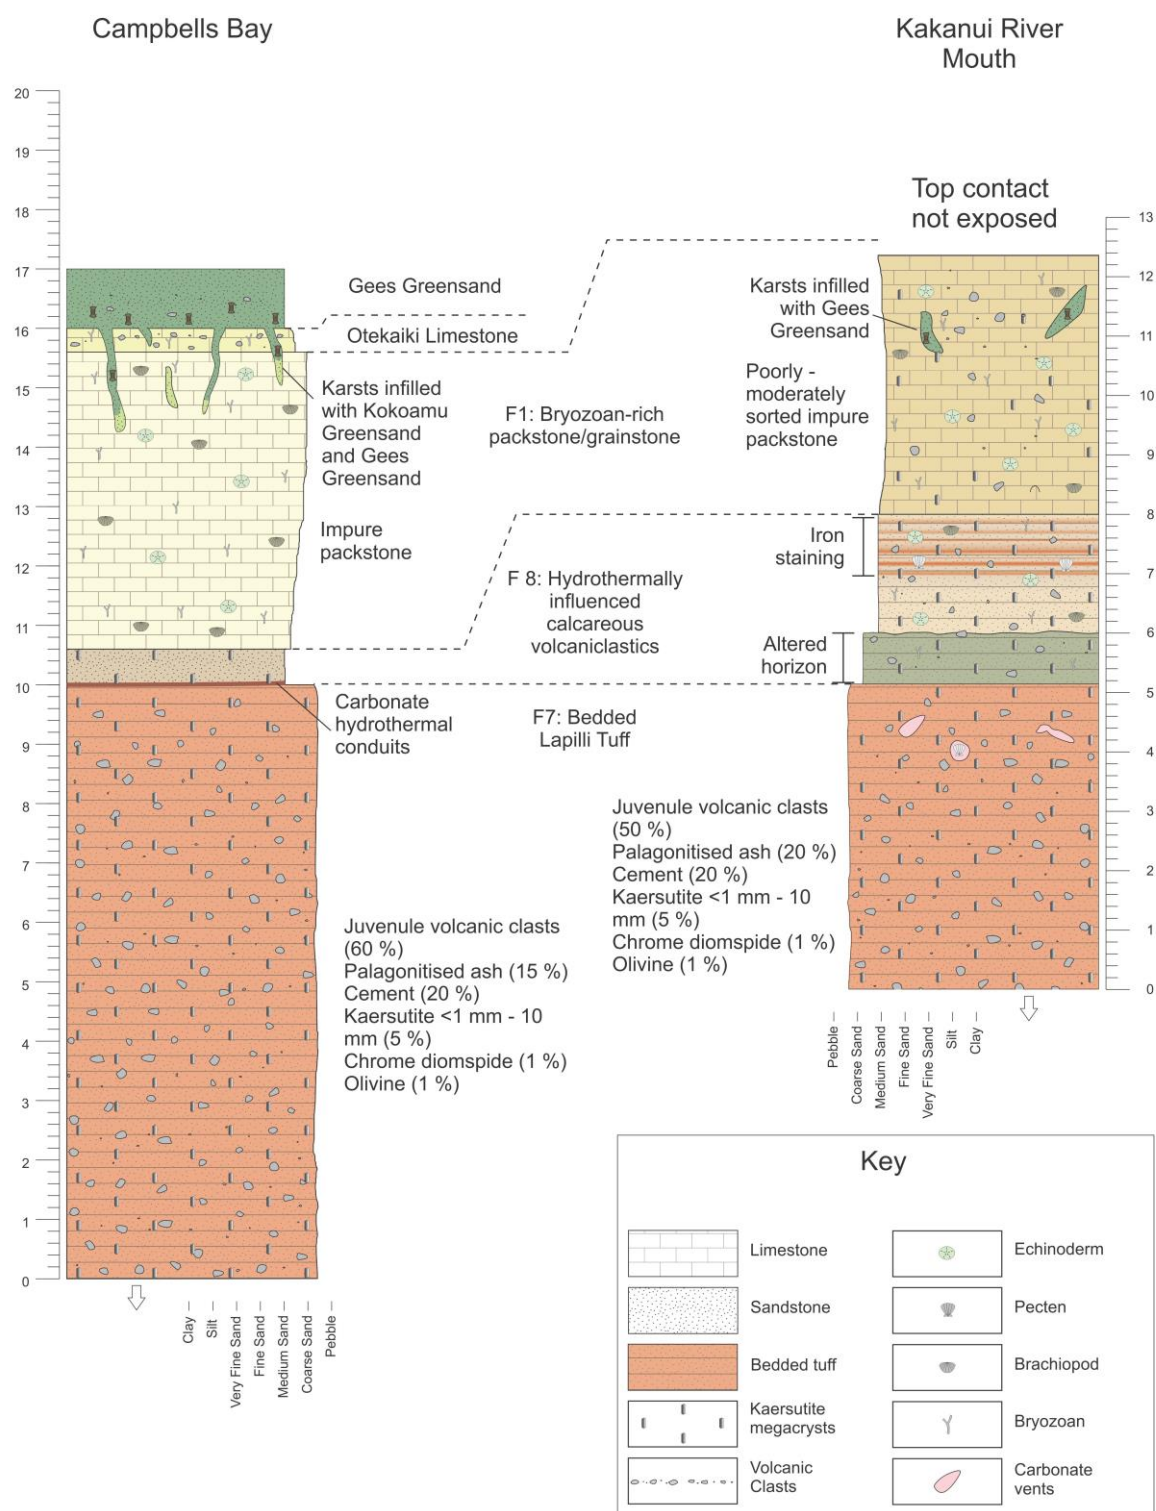 Campbells Bay
Kakanui River
Mouth
20
19
18
17
16
15
14
13
12
11
10
9
8
7
6
5
4
3
2
1
0
Gees Greensand
Otekaiki Limestone
Karsts infilled
with Kokoamu
Greensand
and Gees
Greensand
Impure
packstone
Carbonate
hydrothermal
conduits
Juvenule volcanic clasts
(60 %)
Palagonitised ash (15 %)
Cement (20 %)
Kaersutite <1 mm - 10
mm (5 %)
Chrome diomspide (1 %)
Olivine (1 %)
Clay
Silt
Very Fine Sand
Fine Sand
Medium Sand
Coarse Sand
Pebble
F1: Bryozoan-rich
packstone/grainstone
F 8: Hydrothermally
influenced
calcareous
volcaniclastics
F7: Bedded
Lapilli Tuff
Top contact
not exposed
Karsts infilled
with Gees
Greensand
Poorly -
moderately
sorted impure
packstone
Iron
staining
Altered
horizon
Juvenule volcanic clasts
(50 %)
Palagonitised ash (20 %)
Cement (20 %)
Kaersutite <1 mm - 10
mm (5 %)
Chrome diomspide (1 %)
Olivine (1 %)
13
12
11
10
9
8
7
6
5
4
3
2
1
0
Pebble
Coarse Sand
Medium Sand
Fine Sand
Very Fine Sand
Silt
Clay
Key
Limestone
Sandstone
Bedded tuff
Kaersutite
megacrysts
Volcanic
Clasts
Echinoderm
Pecten
Brachiopod
Bryozoan
Carbonate
vents